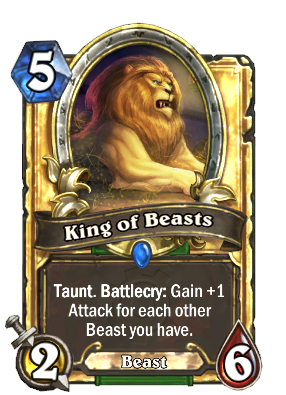 5
King of Beasts
Taunt. Battlecry: Gain +1
Attack for each other
Beast you have.
2
Beast
6